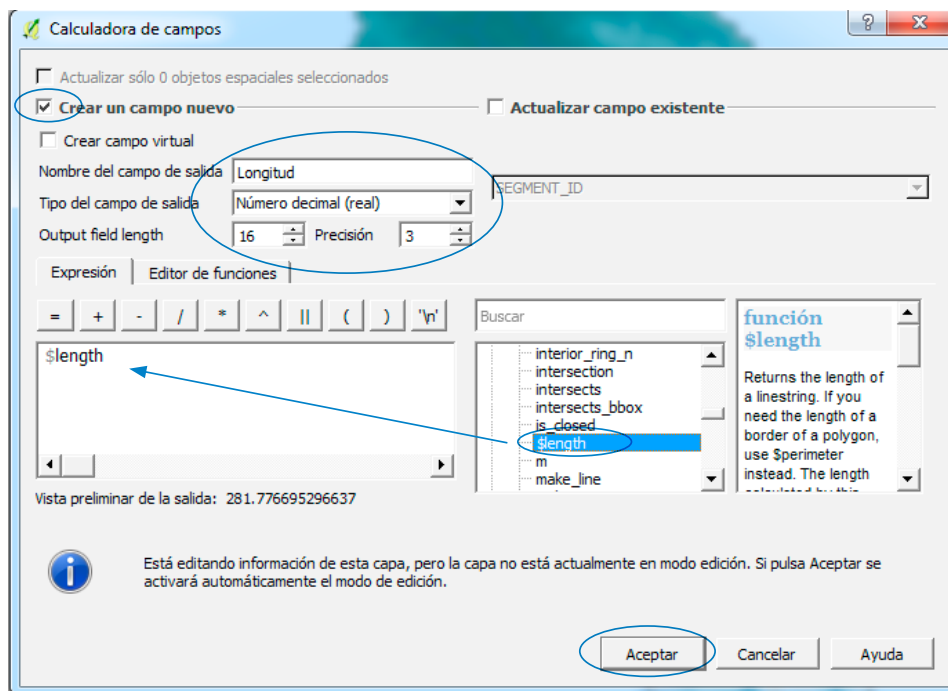 Calculadora de campos
Actualizar sólo 0 objetos espaciales seleccionados
Crear un campo nuevo
Actualizar campo existente
Crear campo virtual
Nombre del campo de salida Longitud
SEGMENT_ID
Tipo del campo de salida Número decimal (real)
Output field length 16 Precisión 3
Expresión Editor de funciones
= + - / * ^ || ( ) '\n'
Buscar
función
$length
$length
interior_ring_n
intersection
intersects
intersects_bbox
is_closed
$length
m
make_line
Returns the length of
a linestring. If you
need the length of a
border of a polygon,
use $perimeter
instead. The length
Vista preliminar de la salida: 281.776695296637
Está editando información de esta capa, pero la capa no está actualmente en modo edición. Si pulsa Aceptar se
activará automáticamente el modo de edición.
Aceptar Cancelar Ayuda